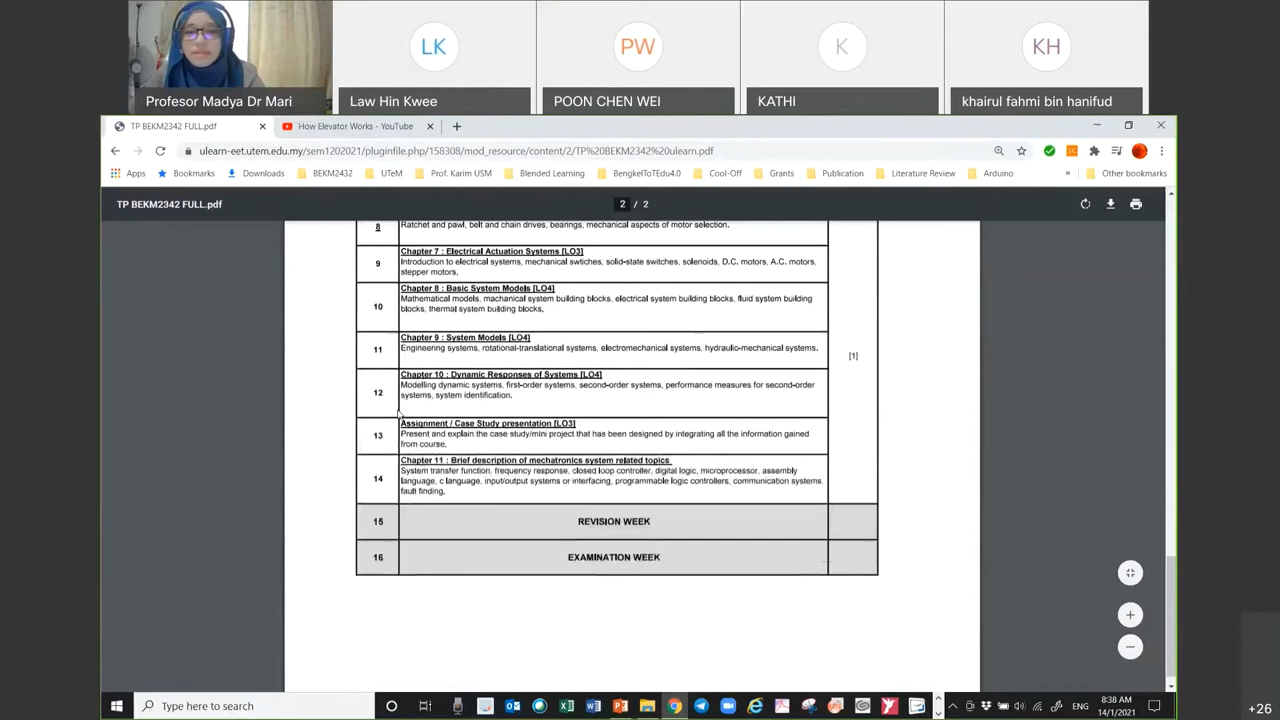 LK
PW
K
KH
Profesor Madya Dr Mari
Law Hin Kwee
POON CHEN WEI
KATHI
khairul fahmi bin hanifud
TP BEKM2342 FULL.pdf
How Elevator Works - YouTube
ulearn-eet.utem.edu.my/sem1202021/pluginfile.php/158308/mod_resource/content/2/TP%20BEKM2342%20ulearn.pdf
Apps
Bookmarks
Downloads
BEKM2432
UTeM
Prof. Karim USM
Blended Learning
BengkelToTEdu4.0
Cool-Off
Grants
Publication
Literature Review
Arduino
»
Other bookmarks
TP BEKM2342 FULL.pdf
2 / 2
8
Ratchet and pawl, belt and chain drives, bearings, mechanical aspects of motor selection.
9
Chapter 7 : Electrical Actuation Systems [LO3]
Introduction to electrical systems, mechanical swtiches, solid-state switches, solenoids, D.C. motors, A.C. motors,
stepper motors.
10
Chapter 8 : Basic System Models [LO4]
Mathematical models, machanical system building blocks, electrical system building blocks, fluid system building
blocks, thermal system building blocks.
11
Chapter 9 : System Models [LO4]
Engineering systems, rotational-translational systems, electromechanical systems, hydraulic-mechanical systems.
[1]
12
Chapter 10 : Dynamic Responses of Systems [LO4]
Modelling dynamic systems, first-order systems, second-order systems, performance measures for second-order
systems, system identification.
13
Assignment / Case Study presentation [LO3]
Present and explain the case study/mini project that has been designed by integrating all the information gained
from course.
14
Chapter 11 : Brief description of mechatronics system related topics
System transfer function, frequency response, closed loop controller, digital logic, microprocessor, assembly
language, c language, input/output systems or interfacing, programmable logic controllers, communication systems,
fault finding.
15
REVISION WEEK
16
EXAMINATION WEEK
Type here to search
ENG
8:38 AM
14/1/2021
+26